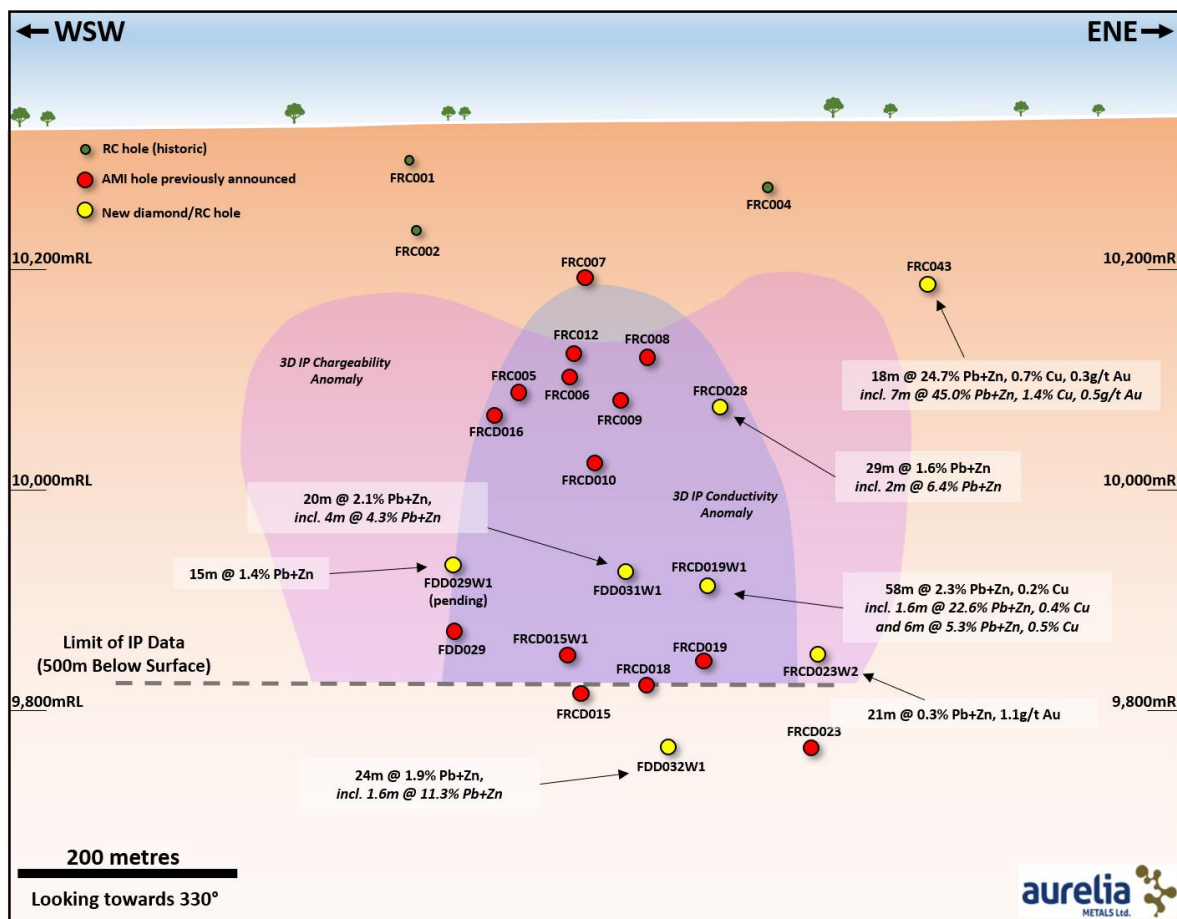 ← WSW
ENE →
RC hole (historic)
AMI hole previously announced
New diamond/RC hole
FRC001
FRC004
FRC002
10,200mRL
10,200mR
FRC007
FRC043
FRC012
FRC008
3D IP Chargeability
Anomaly
FRC005
FRC006
FRC009
FRCD028
FRCD016
18m @ 24.7% Pb+Zn, 0.7% Cu, 0.3g/t Au
incl. 7m @ 45.0% Pb+Zn, 1.4% Cu, 0.5g/t Au
FRCD010
29m @ 1.6% Pb+Zn
incl. 2m @ 6.4% Pb+Zn
10,000mRL
10,000mR
20m @ 2.1% Pb+Zn,
incl. 4m @ 4.3% Pb+Zn
3D IP Conductivity
Anomaly
15m @ 1.4% Pb+Zn
FDD029W1
(pending)
FDD031W1
FRCD019W1
58m @ 2.3% Pb+Zn, 0.2% Cu
incl. 1.6m @ 22.6% Pb+Zn, 0.4% Cu
and 6m @ 5.3% Pb+Zn, 0.5% Cu
Limit of IP Data
(500m Below Surface)
FDD029
FRCD015W1
FRCD019
FRCD018
FRCD023W2
FRCD015
9,800mRL
9,800mR
21m @ 0.3% Pb+Zn, 1.1g/t Au
FRCD023
FDD032W1
24m @ 1.9% Pb+Zn,
incl. 1.6m @ 11.3% Pb+Zn
200 metres
Looking towards 330°
aurelia
METALS Ltd.